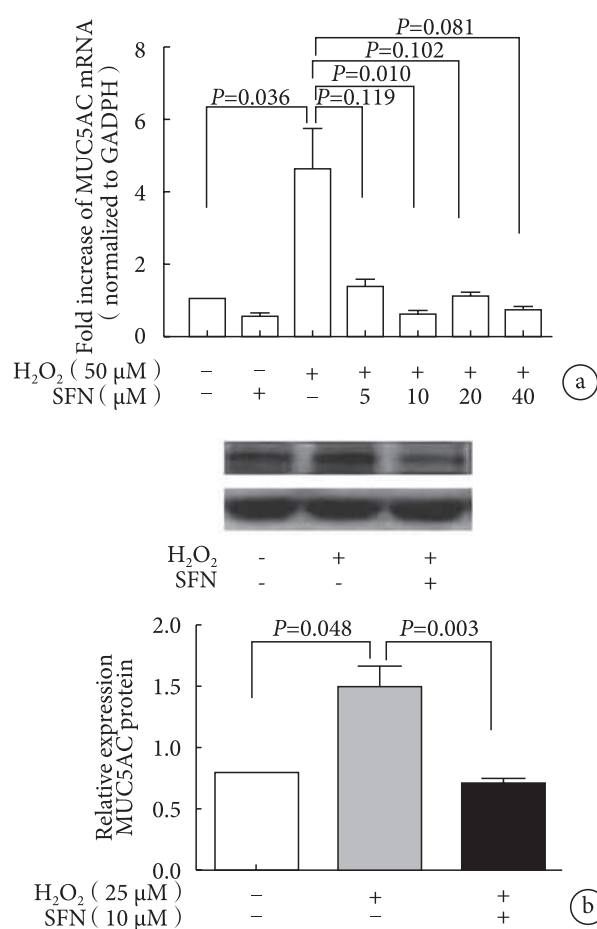 P=0.081
P=0.102
P=0.010
P=0.036 P=0.119
Fold increase of MUC5AC mRNA
( normalized to GADPH )
8
6
4
2
0
H₂O₂ ( 50 μM ) – – + + + + +
SFN ( μM ) – + – 5 10 20 40
a
H₂O₂ - + +
SFN - - +
P=0.048 P=0.003
Relative expression
MUC5AC protein
2.0
1.5
1.0
0.5
0.0
H₂O₂ ( 25 μM ) – + +
SFN ( 10 μM ) – – +
b